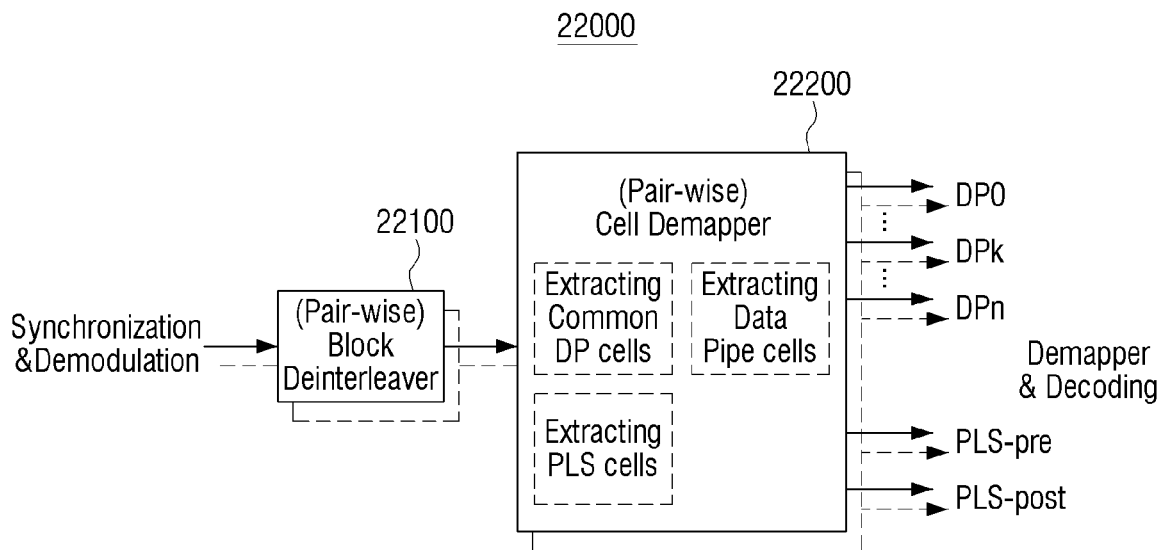 22000
22200
22100
Synchronization
&Demodulation
(Pair-wise)
Block
Deinterleaver
(Pair-wise)
Cell Demapper
Extracting
Common
DP cells
Extracting
Data
Pipe cells
Extracting
PLS cells
DP0
⋮
DPk
⋮
DPn
Demapper
& Decoding
PLS-pre
PLS-post